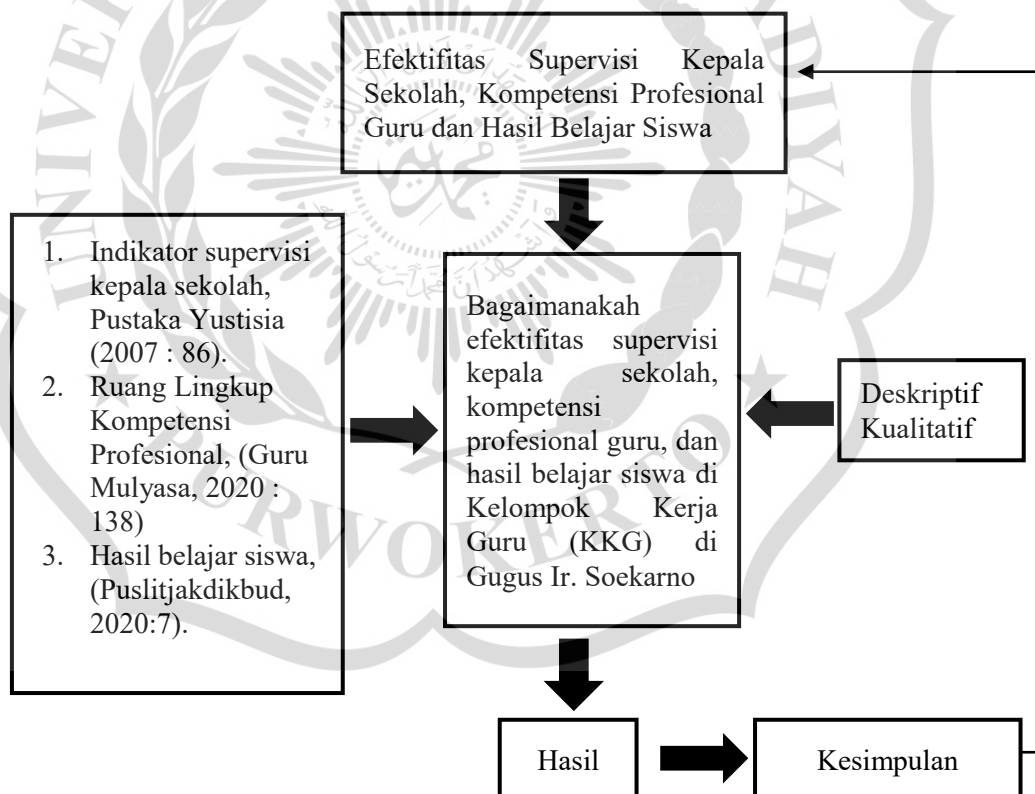 Efektifitas Supervisi Kepala
Sekolah, Kompetensi Profesional
Guru dan Hasil Belajar Siswa
1. Indikator supervisi
kepala sekolah,
Pustaka Yustisia
(2007 : 86).
2. Ruang Lingkup
Kompetensi
Profesional, (Guru
Mulyasa, 2020 :
138)
3. Hasil belajar siswa,
(Puslitjakdikbud,
2020:7).
Bagaimanakah
efektifitas supervisi
kepala sekolah,
kompetensi
profesional guru, dan
hasil belajar siswa di
Kelompok Kerja
Guru (KKG) di
Gugus Ir. Soekarno
Deskriptif
Kualitatif
Hasil
Kesimpulan
PURWOKERTO